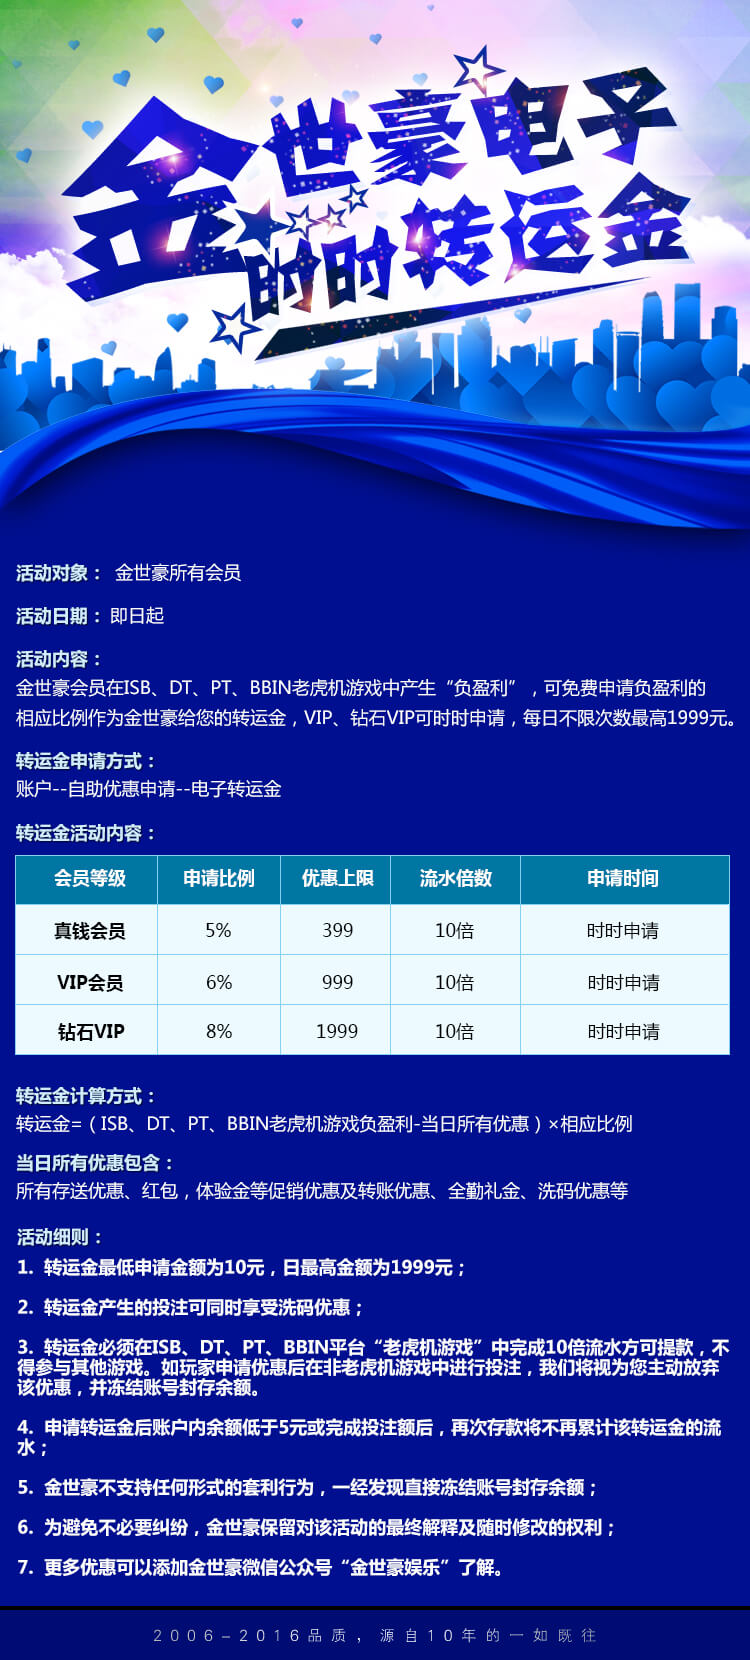 金世豪电子
时时转运金
活动对象： 金世豪所有会员
活动日期：即日起
活动内容：
金世豪会员在ISB、DT、PT、BBIN老虎机游戏中产生“负盈利”，可免费申请负盈利的
相应比例作为金世豪给您的转运金，VIP、钻石VIP可时时申请，每日不限次数最高1999元。
转运金申请方式：
账户--自助优惠申请--电子转运金
转运金活动内容：
会员等级 申请比例 优惠上限 流水倍数 申请时间
真钱会员 5% 399 10倍 时时申请
VIP会员 6% 999 10倍 时时申请
钻石VIP 8% 1999 10倍 时时申请
转运金计算方式：
转运金=（ISB、DT、PT、BBIN老虎机游戏负盈利-当日所有优惠）×相应比例
当日所有优惠包含：
所有存送优惠、红包，体验金等促销优惠及转账优惠、全勤礼金、洗码优惠等
活动细则：
1. 转运金最低申请金额为10元，日最高金额为1999元；
2. 转运金产生的投注可同时享受洗码优惠；
3. 转运金必须在ISB、DT、PT、BBIN平台“老虎机游戏”中完成10倍流水方可提款，不
得参与其他游戏。如玩家申请优惠后在非老虎机游戏中进行投注，我们将视为您主动放弃
该优惠，并冻结账号封存余额。
4. 申请转运金后账户内余额低于5元或完成投注额后，再次存款将不再累计该转运金的流
水；
5. 金世豪不支持任何形式的套利行为，一经发现直接冻结账号封存余额；
6. 为避免不必要纠纷，金世豪保留对该活动的最终解释及随时修改的权利；
7. 更多优惠可以添加金世豪微信公众号“金世豪娱乐”了解。
2006-2016品质，源自10年的一如既往